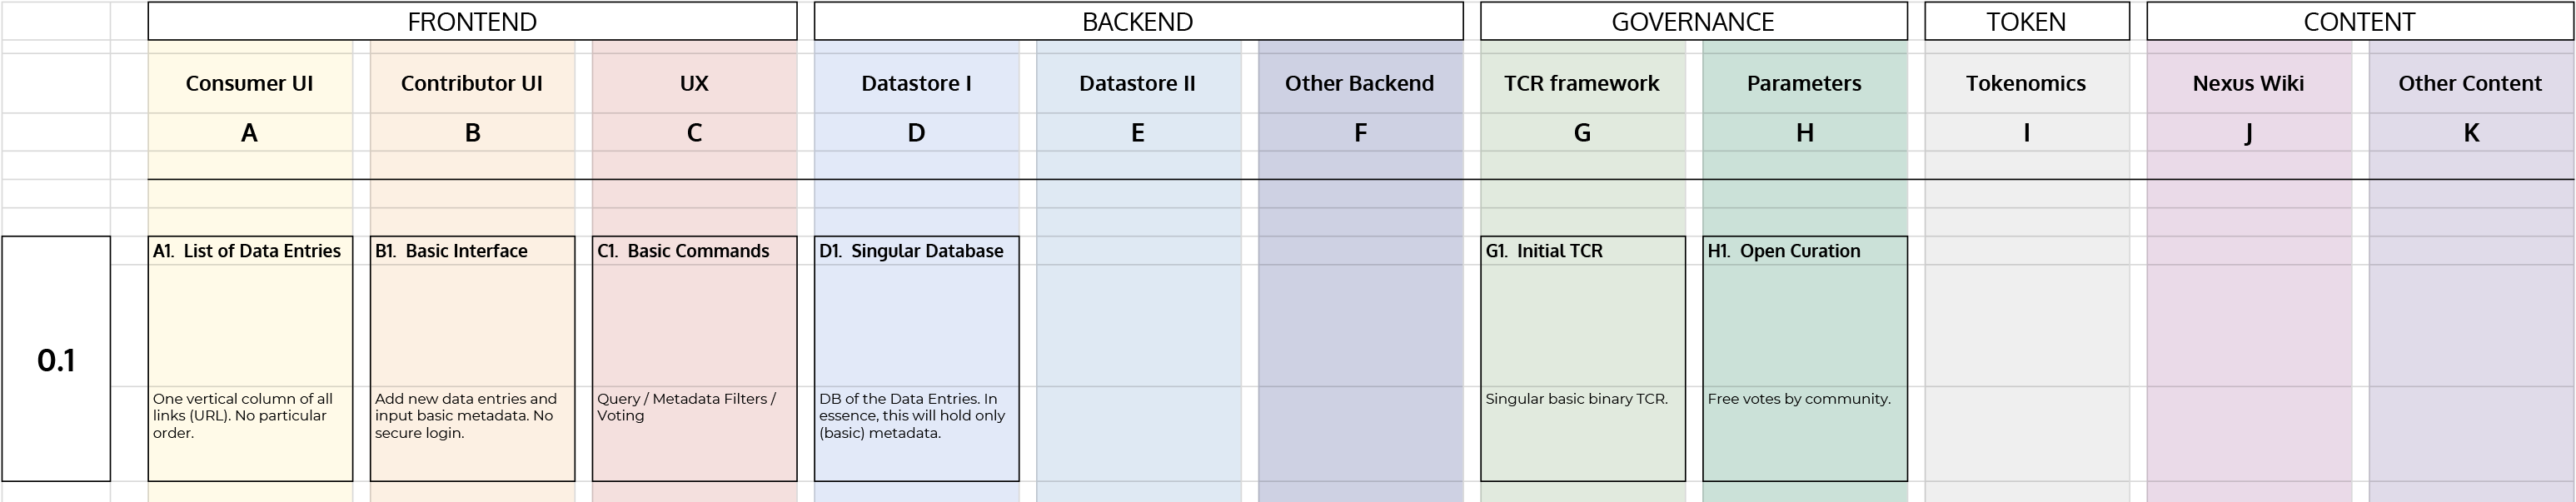 FRONTEND BACKEND GOVERNANCE TOKEN CONTENT
Consumer UI Contributor UI UX Datastore I Datastore II Other Backend TCR framework Parameters Tokenomics Nexus Wiki Other Content
A B C D E F G H I J K
0.1
A1. List of Data Entries
One vertical column of all
links (URL). No particular
order.
B1. Basic Interface
Add new data entries and
input basic metadata. No
secure login.
C1. Basic Commands
Query / Metadata Filters /
Voting
D1. Singular Database
DB of the Data Entries. In
essence, this will hold only
(basic) metadata.
G1. Initial TCR
Singular basic binary TCR.
H1. Open Curation
Free votes by community.